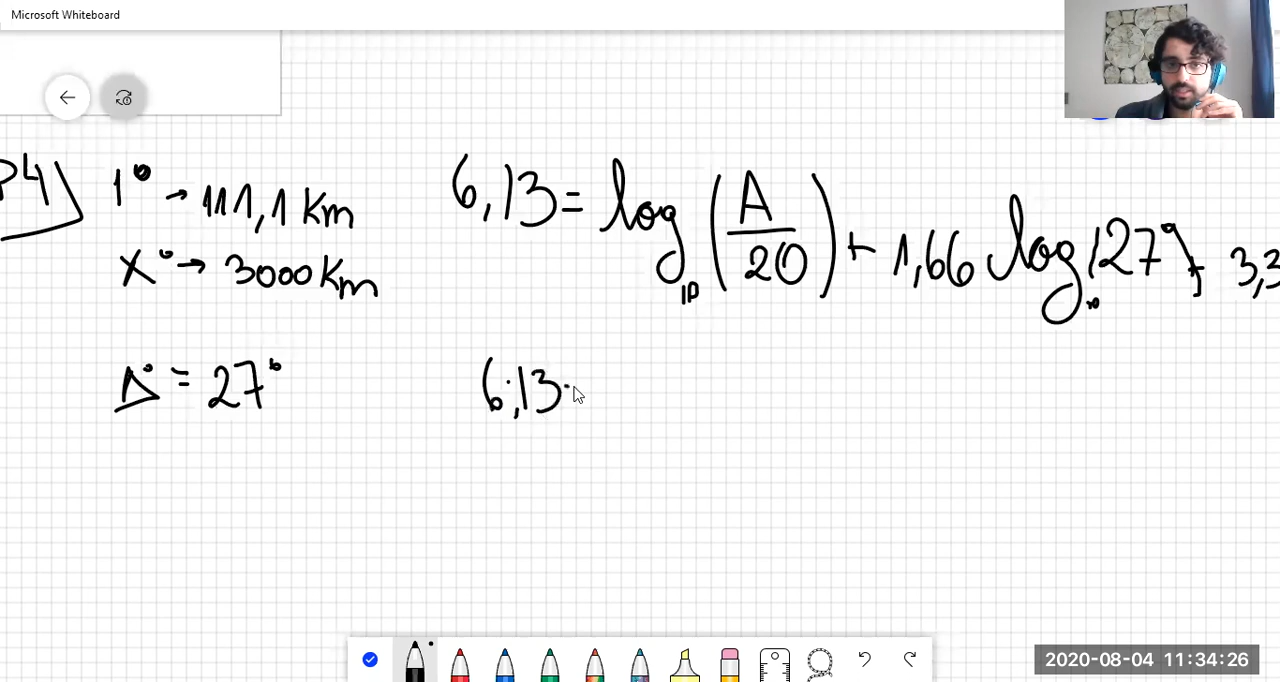 Microsoft Whiteboard
P4)
1° → 111,1 Km
X° → 3000 Km
Δ° = 27°
6,13 = log₁₀ (A/20) + 1,66 log₁₀ (27°) + 3,3
6,13 -
2020-08-04 11:34:26